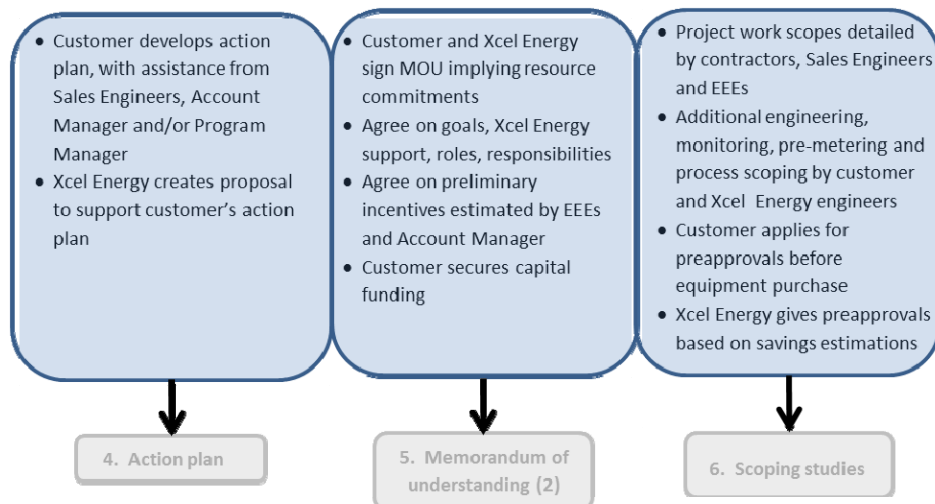 • Customer develops action
plan, with assistance from
Sales Engineers, Account
Manager and/or Program
Manager
• Xcel Energy creates proposal
to support customer's action
plan
• Customer and Xcel Energy
sign MOU implying resource
commitments
• Agree on goals, Xcel Energy
support, roles, responsibilities
• Agree on preliminary
incentives estimated by EEEs
and Account Manager
• Customer secures capital
funding
• Project work scopes detailed
by contractors, Sales Engineers
and EEEs
• Additional engineering,
monitoring, pre-metering and
process scoping by customer
and Xcel Energy engineers
• Customer applies for
preapprovals before
equipment purchase
• Xcel Energy gives preapprovals
based on savings estimations
4. Action plan
5. Memorandum of
understanding (2)
6. Scoping studies